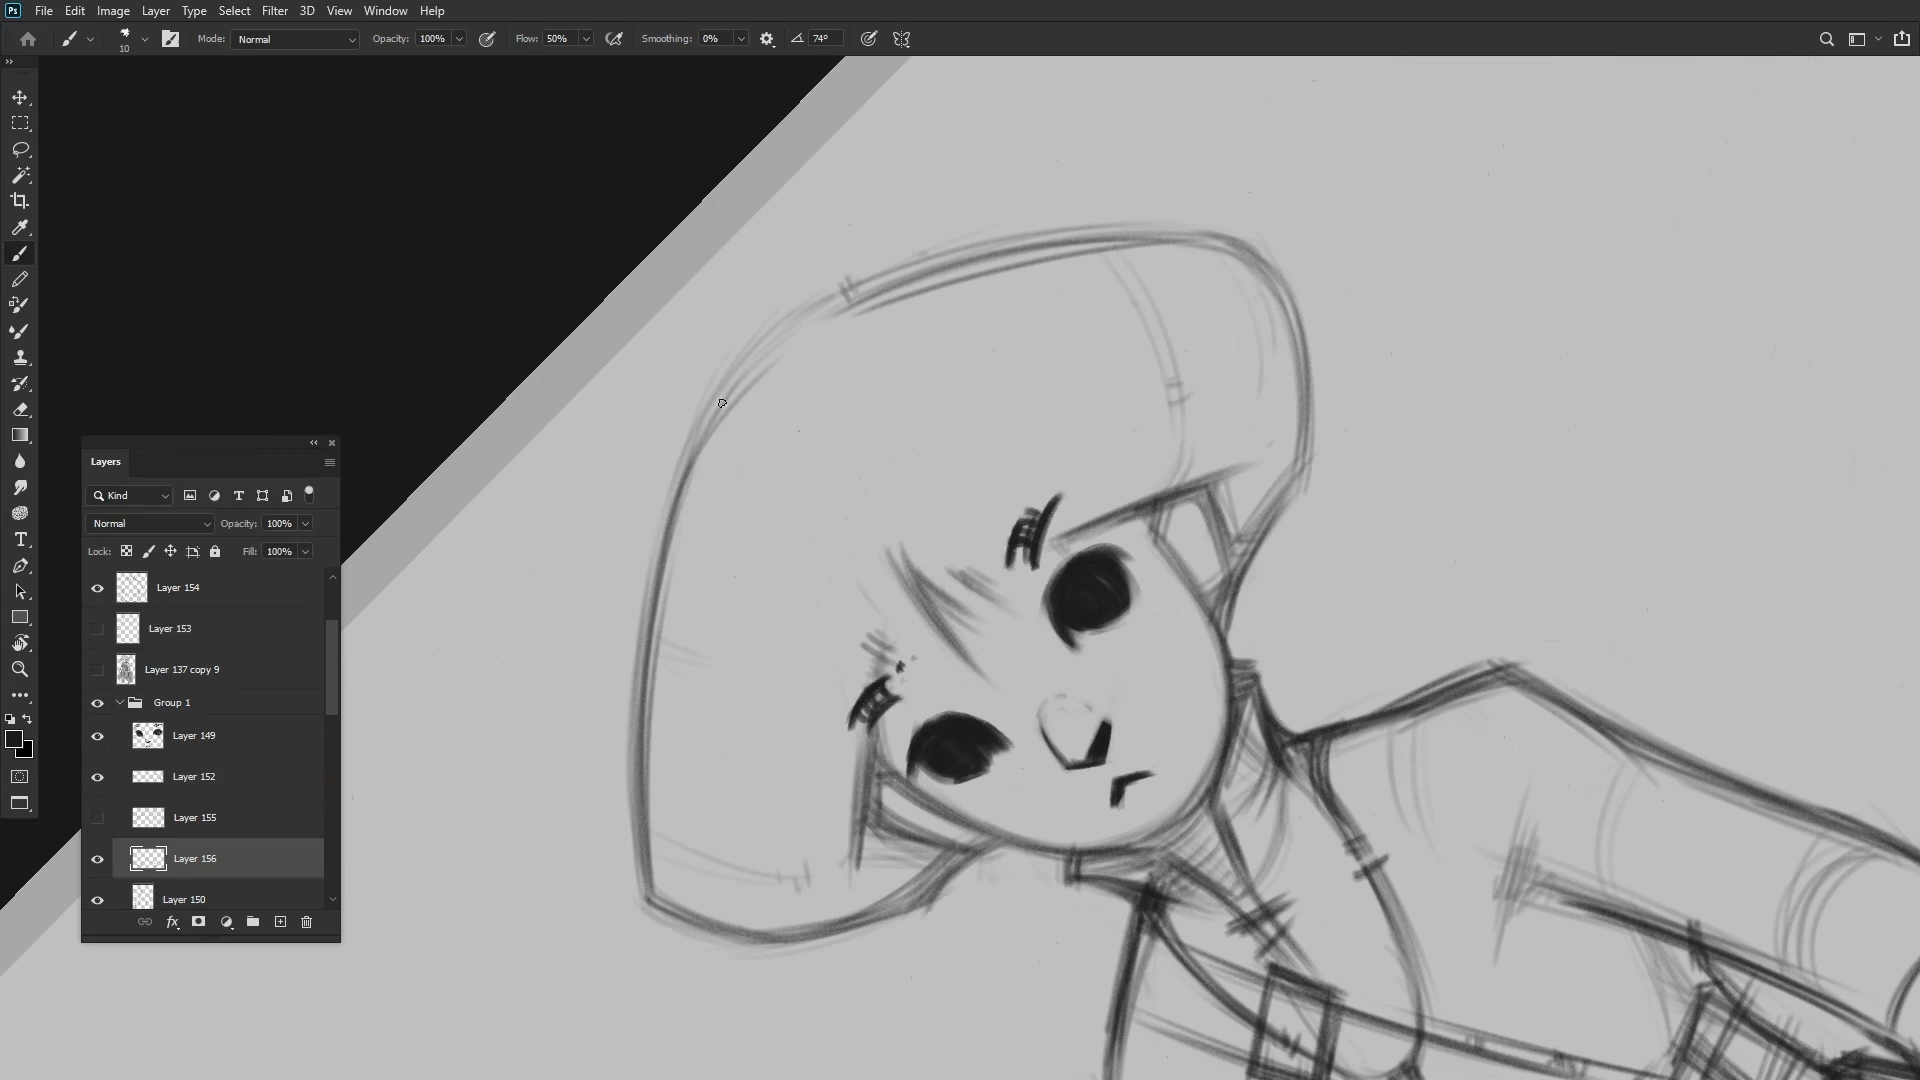 Ps File Edit Image Layer Type Select Filter 3D View Window Help
10 Mode: Normal Opacity: 100% Flow: 50% Smoothing: 0% 74°
Layers
Kind
Normal Opacity: 100%
Lock: Fill: 100%
Layer 154
Layer 153
Layer 137 copy 9
Group 1
Layer 149
Layer 152
Layer 155
Layer 156
Layer 150
fx